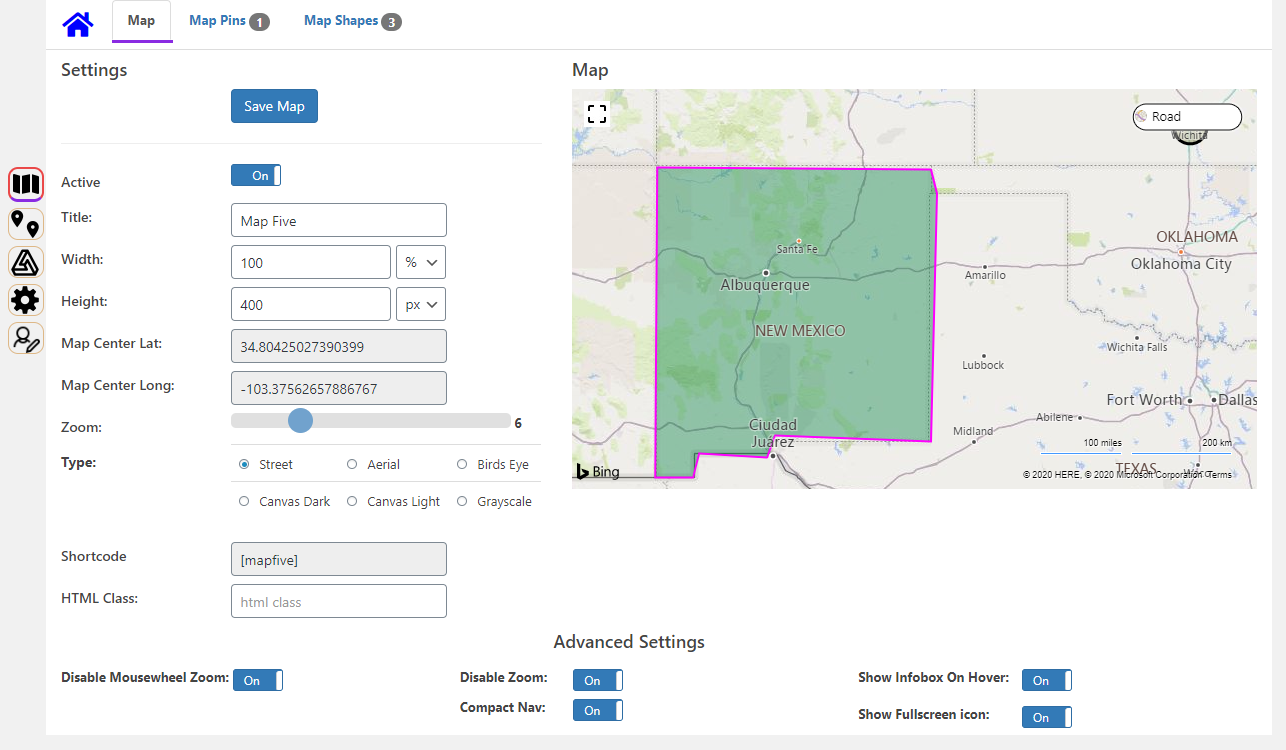 Map
Map Pins 1
Map Shapes 3
Settings
Save Map
Active
On
Title:
Map Five
Width:
100
%
Height:
400
px
Map Center Lat:
34.80425027390399
Map Center Long:
-103.37562657886767
Zoom:
6
Type:
Street
Aerial
Birds Eye
Canvas Dark
Canvas Light
Grayscale
Shortcode
[mapfive]
HTML Class:
html class
Map
Road
Wichita
OKLAHOMA
Santa Fe
Oklahoma City
Amarillo
Albuquerque
NEW MEXICO
Wichita Falls
Lubbock
Fort Worth
Dallas
Abilene
Ciudad
Juarez
Midland
100 miles
200 km
TEXAS
Bing
© 2020 HERE, © 2020 Microsoft Corporation Terms
Advanced Settings
Disable Mousewheel Zoom:
On
Disable Zoom:
On
Show Infobox On Hover:
On
Compact Nav:
On
Show Fullscreen icon:
On